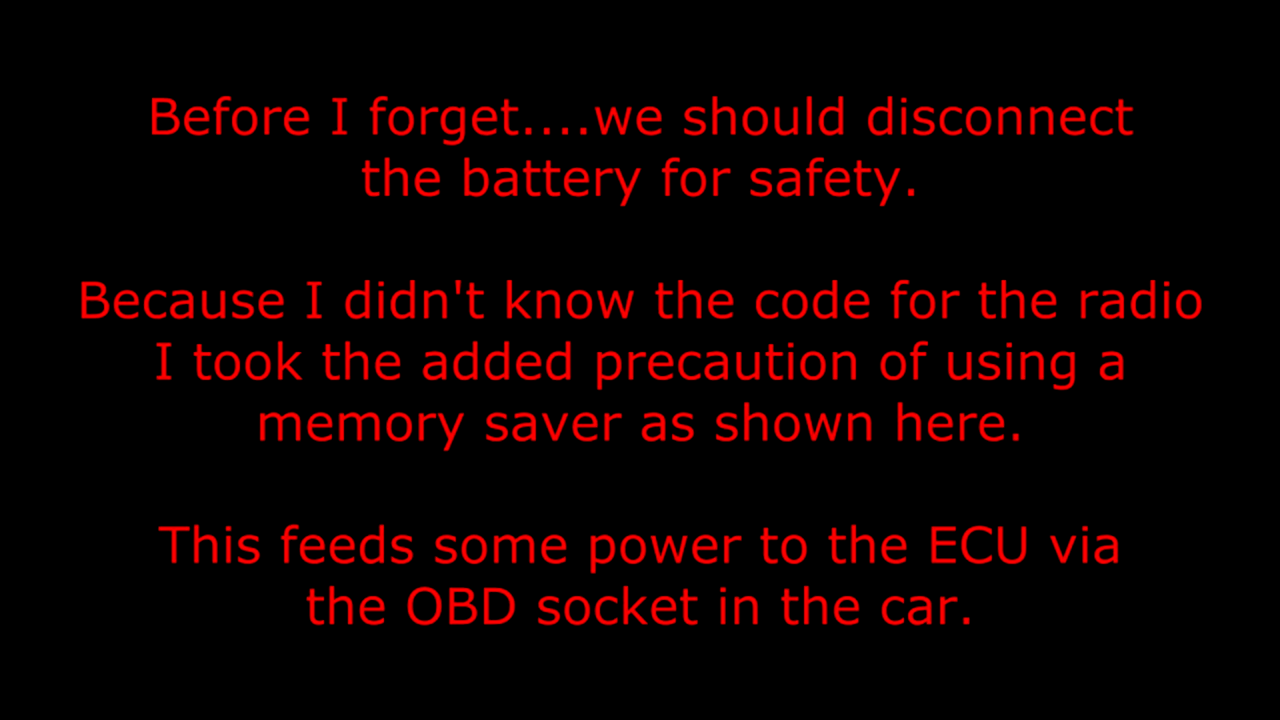 Before I forget....we should disconnect
the battery for safety.
Because I didn't know the code for the radio
I took the added precaution of using a
memory saver as shown here.
This feeds some power to the ECU via
the OBD socket in the car.